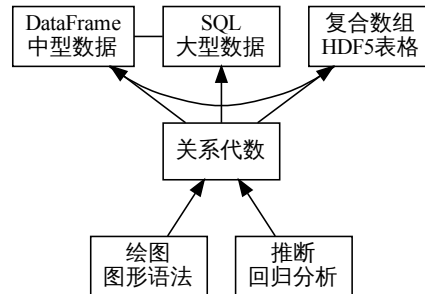 DataFrame
中型数据
SQL
大型数据
复合数组
HDF5表格
关系代数
绘图
图形语法
推断
回归分析